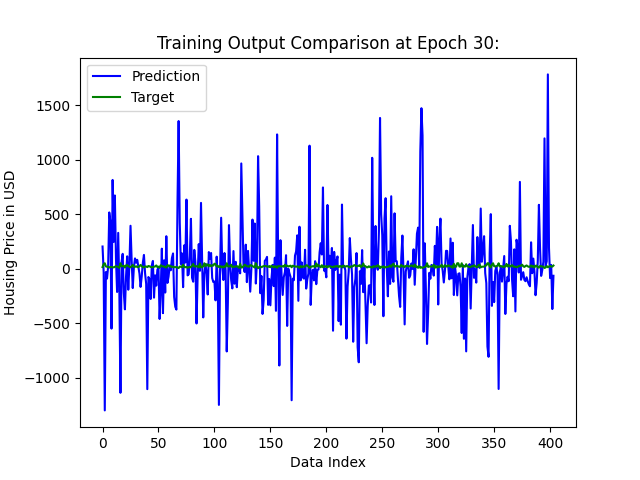 Training Output Comparison at Epoch 30:
Prediction
Target
Housing Price in USD
1500
1000
500
0
−500
−1000
0 50 100 150 200 250 300 350 400
Data Index